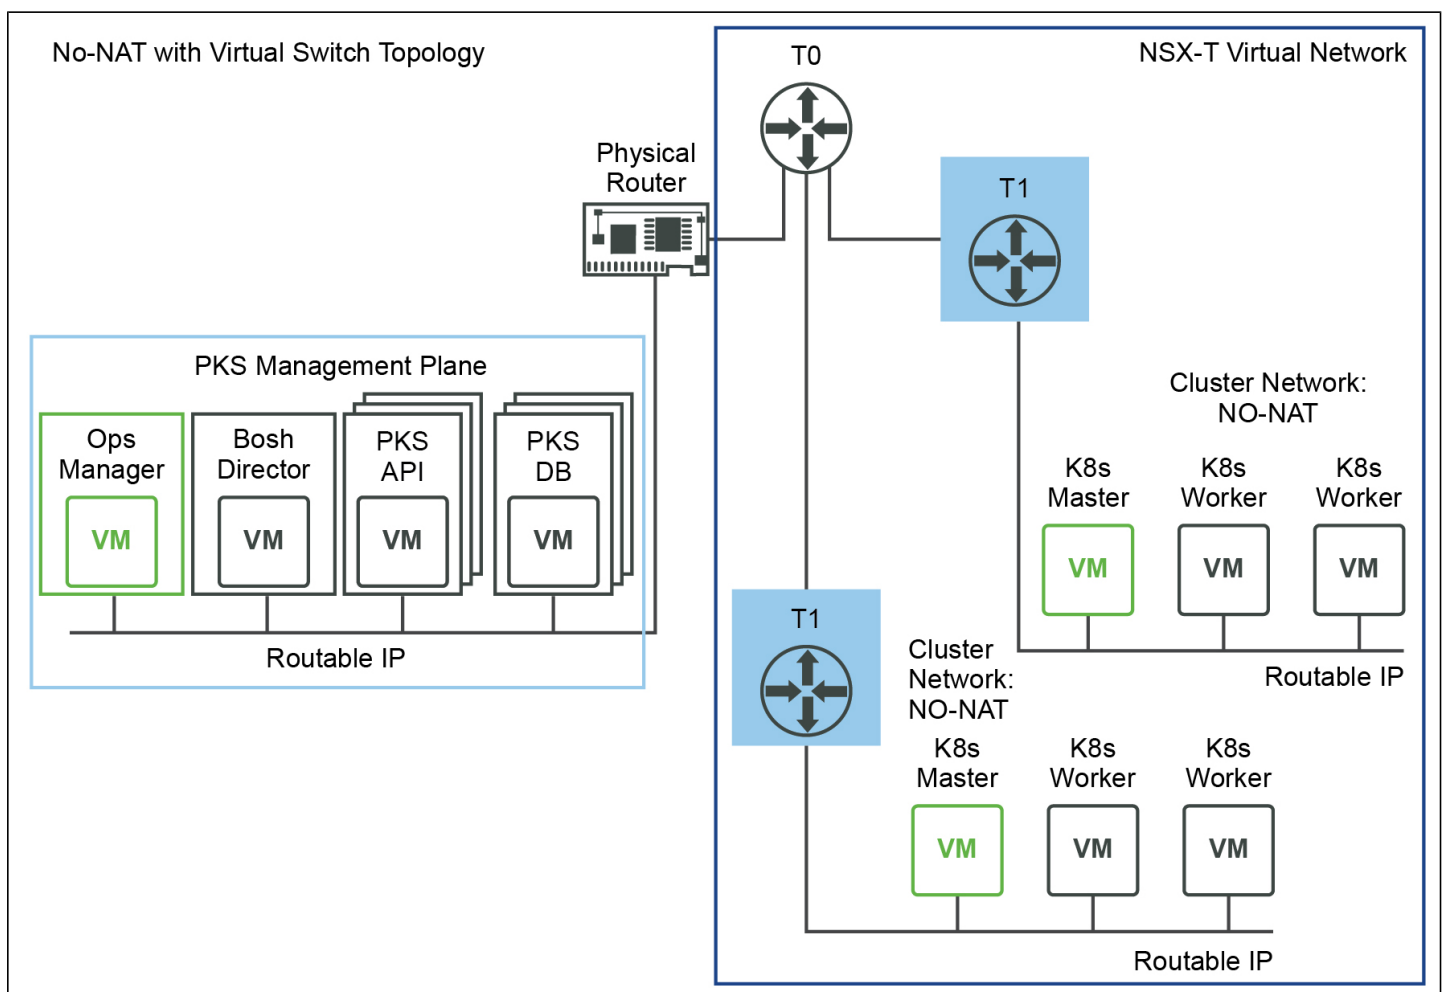 No-NAT with Virtual Switch Topology
NSX-T Virtual Network
T0
Physical
Router
T1
PKS Management Plane
Ops
Manager
VM
Bosh
Director
VM
PKS
API
VM
PKS
DB
VM
Routable IP
Cluster Network:
NO-NAT
K8s
Master
VM
K8s
Worker
VM
K8s
Worker
VM
Routable IP
T1
Cluster
Network:
NO-NAT
K8s
Master
VM
K8s
Worker
VM
K8s
Worker
VM
Routable IP